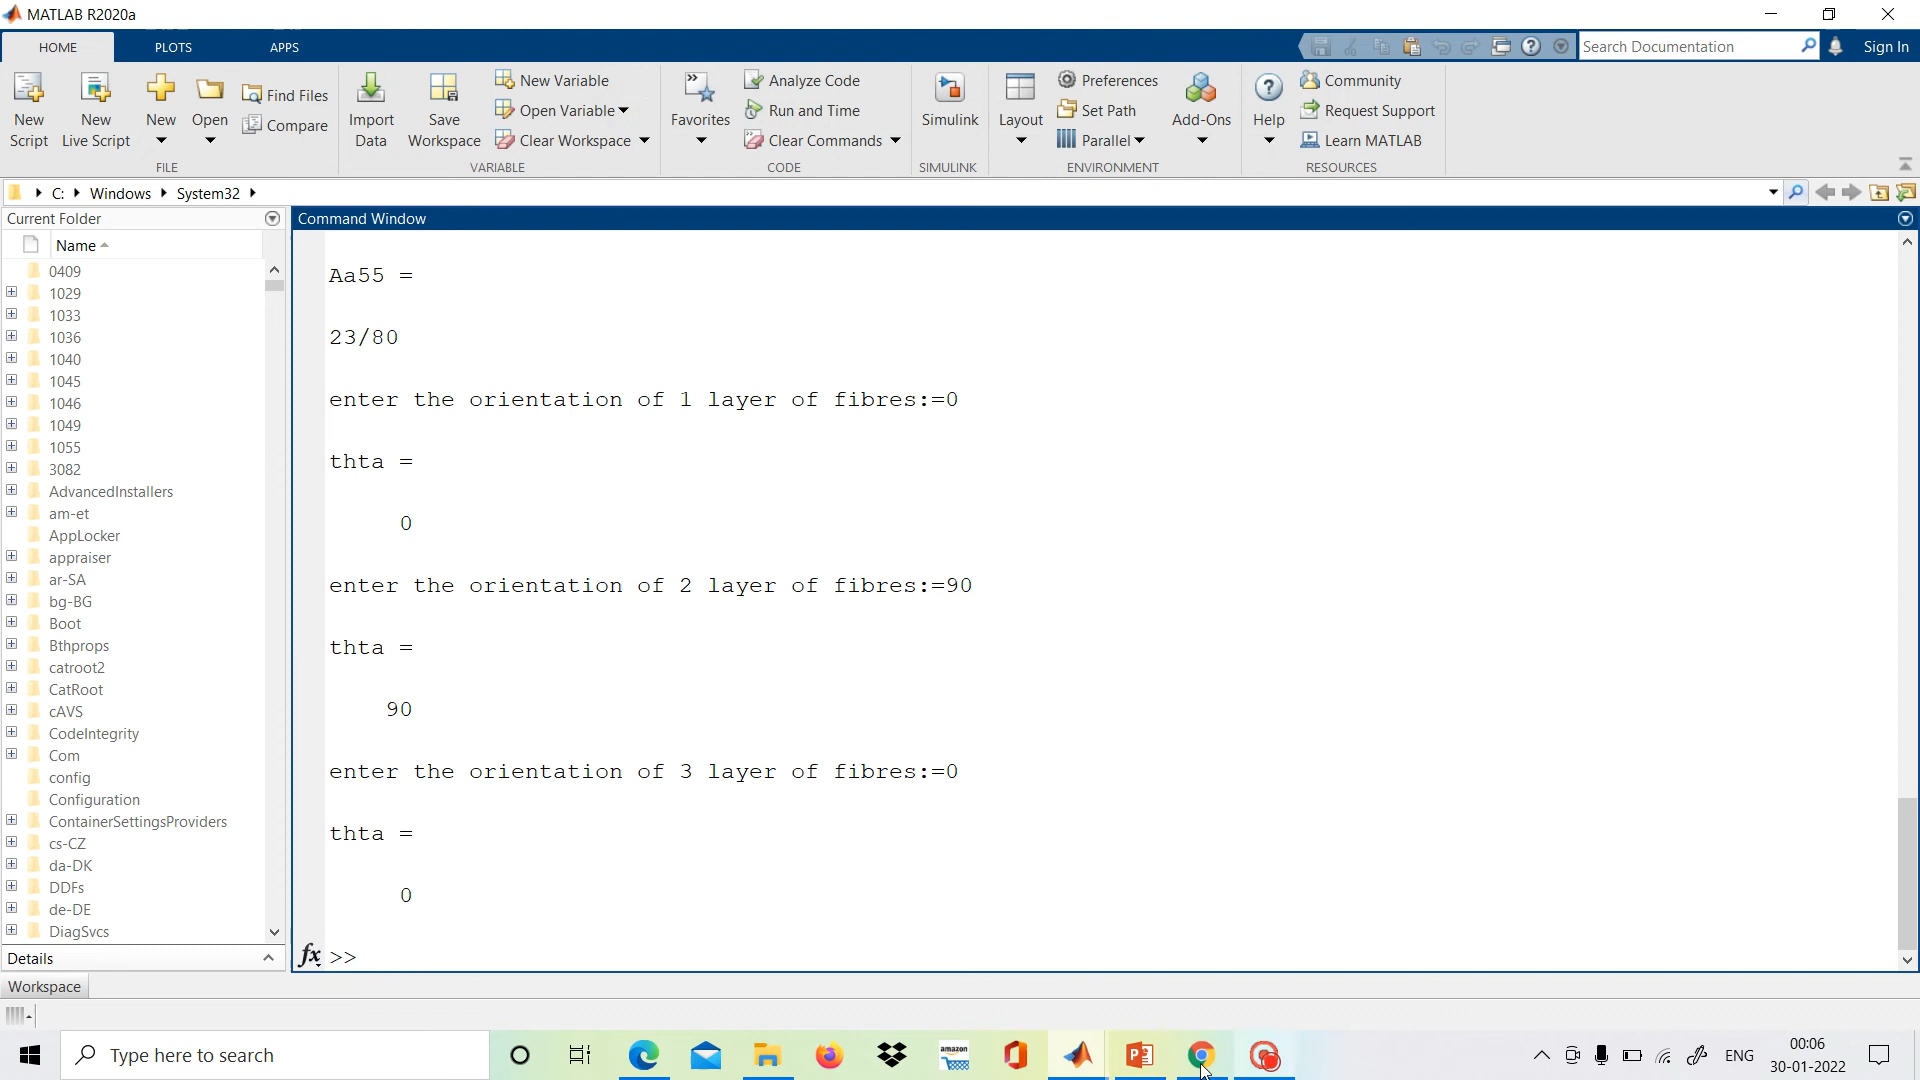 MATLAB R2020a
HOME
PLOTS
APPS
Search Documentation
Sign In
New Script
New Live Script
New
Open
Find Files
Compare
FILE
Import Data
Save Workspace
New Variable
Open Variable
Clear Workspace
VARIABLE
Favorites
Analyze Code
Run and Time
Clear Commands
CODE
Simulink
SIMULINK
Layout
Preferences
Set Path
Parallel
ENVIRONMENT
Add-Ons
Help
Community
Request Support
Learn MATLAB
RESOURCES
C: Windows System32
Current Folder
Name
0409
1029
1033
1036
1040
1045
1046
1049
1055
3082
AdvancedInstallers
am-et
AppLocker
appraiser
ar-SA
bg-BG
Boot
Bthprops
catroot2
CatRoot
cAVS
CodeIntegrity
Com
config
Configuration
ContainerSettingsProviders
cs-CZ
da-DK
DDFs
de-DE
DiagSvcs
Details
Workspace
Command Window
Aa55 =
23/80
enter the orientation of 1 layer of fibres:=0
thta =
0
enter the orientation of 2 layer of fibres:=90
thta =
90
enter the orientation of 3 layer of fibres:=0
thta =
0
fx >>
Type here to search
amazon
ENG
00:06
30-01-2022